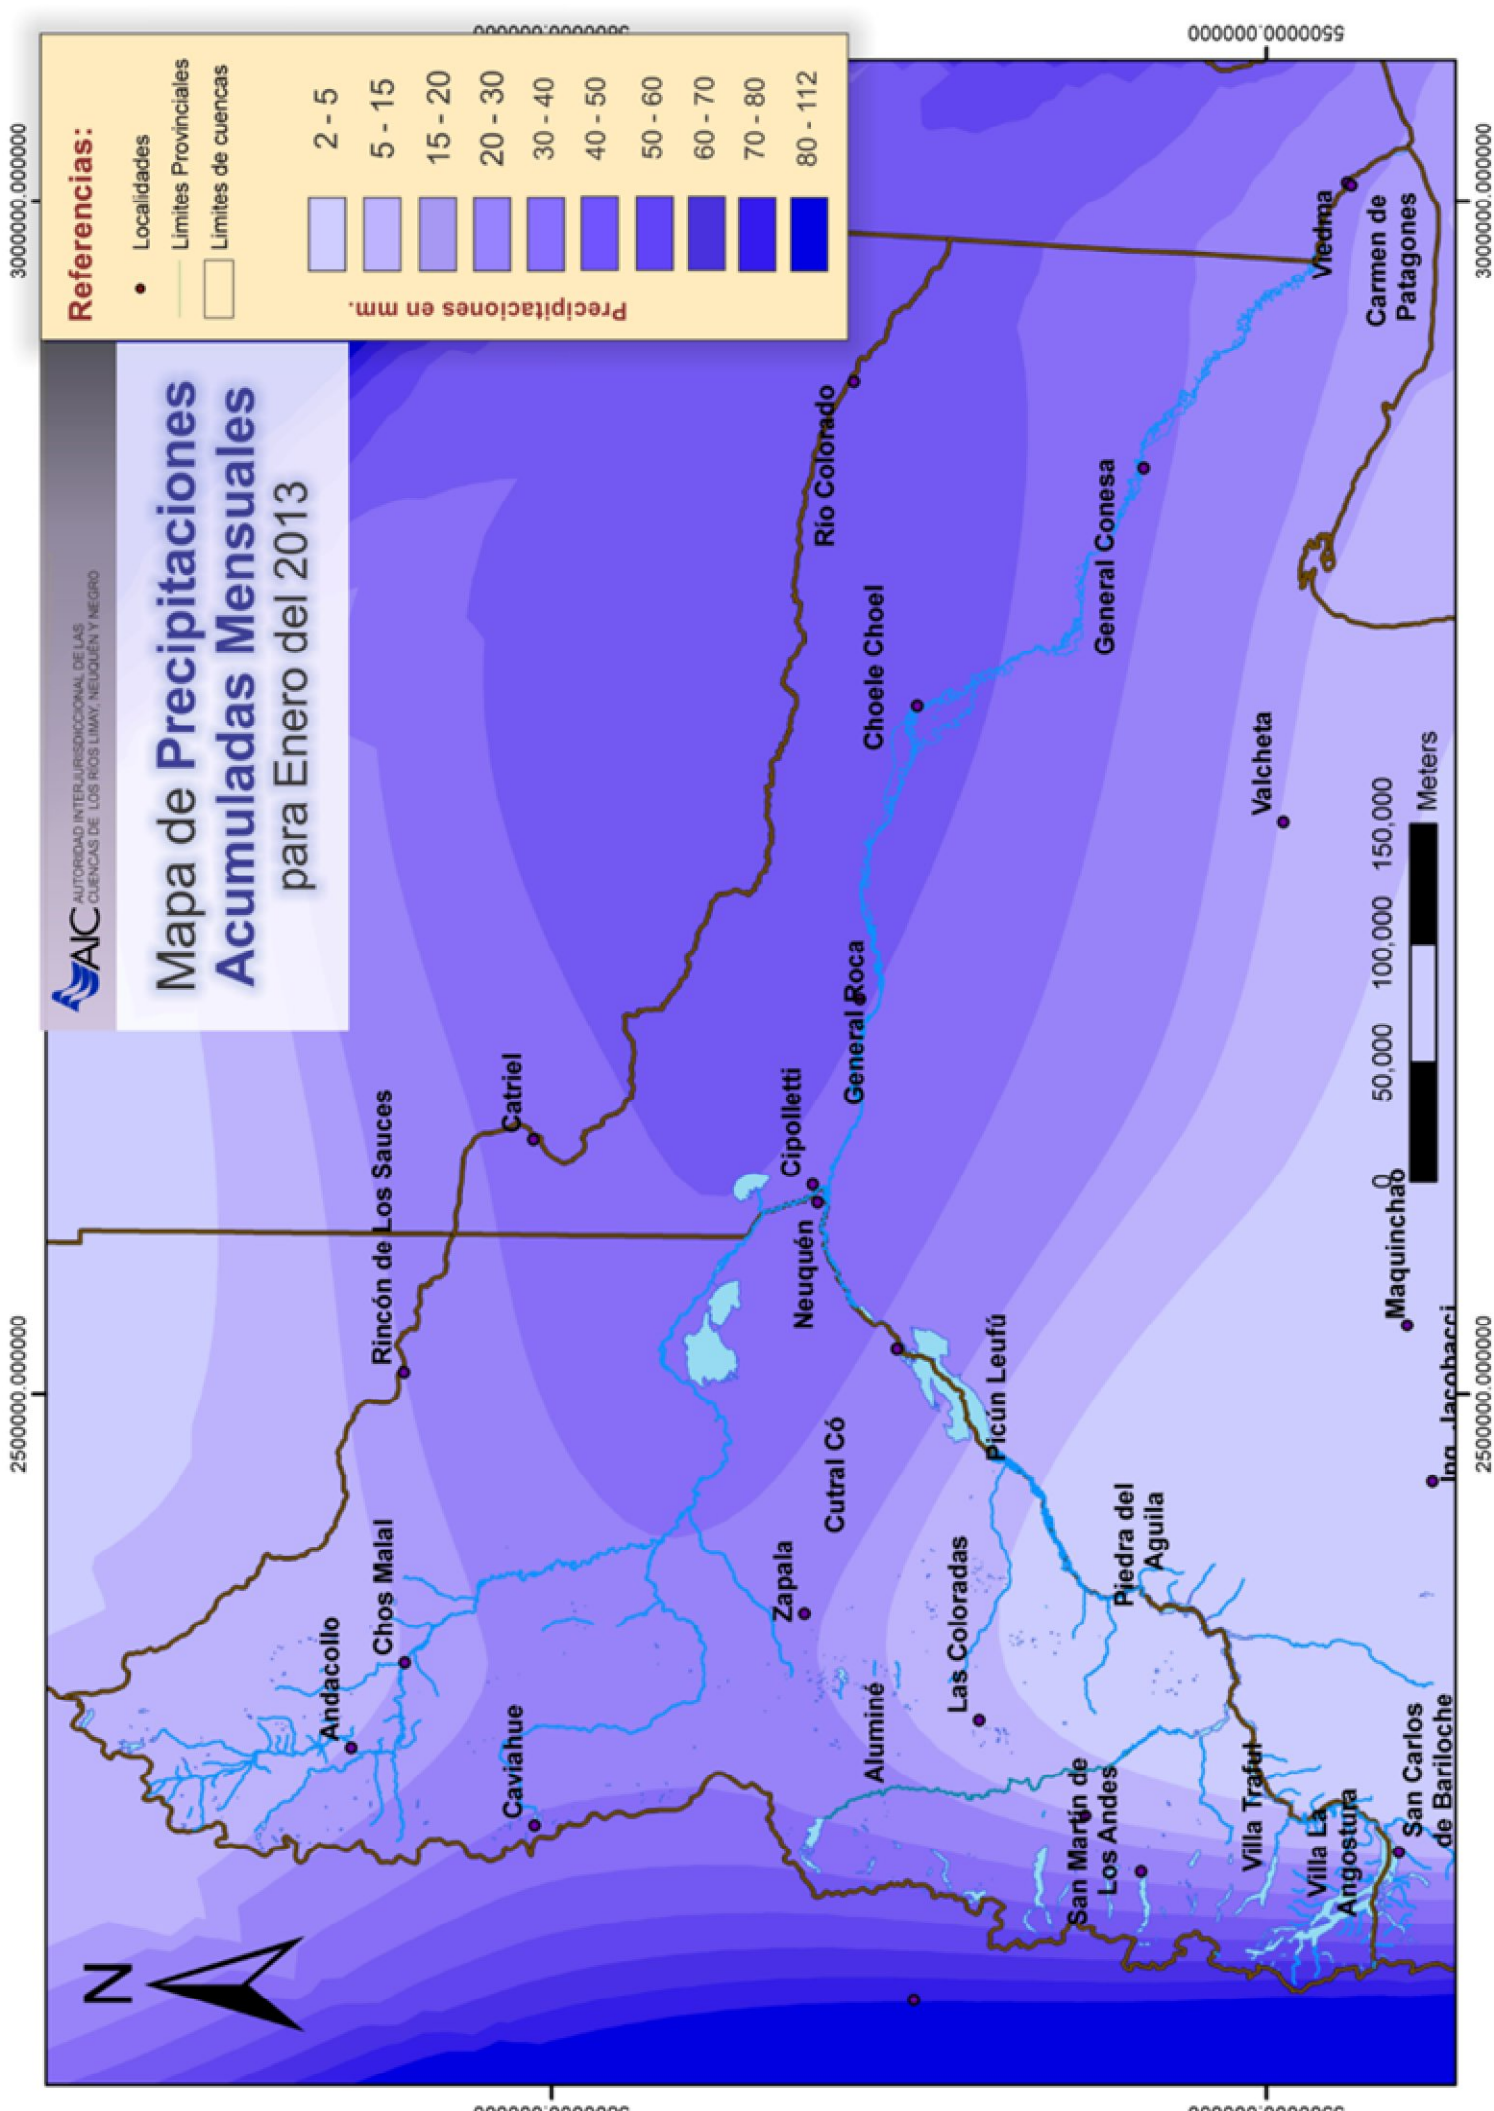 AIC
AUTORIDAD INTERJURISDICCIONAL DE LAS
CUENCAS DE LOS RÍOS LIMAY, NEUQUÉN Y NEGRO
Mapa de Precipitaciones
Acumuladas Mensuales
para Enero del 2013
Referencias:
Localidades
Limites Provinciales
Limites de cuencas
Precipitaciones en mm.
2 - 5
5 - 15
15 - 20
20 - 30
30 - 40
40 - 50
50 - 60
60 - 70
70 - 80
80 - 112
2500000.000000
3000000.000000
5500000.000000
N
Andacollo
Chos Malal
Rincón de Los Sauces
Catriel
Caviahue
Zapala
Cutral Có
Neuquén
Cipolletti
General Roca
Río Colorado
Choele Choel
Aluminé
Las Coloradas
Picún Leufú
Piedra del
Aguila
General Conesa
San Martín de
Los Andes
Villa Traful
Villa La
Angostura
San Carlos
de Bariloche
Ing. Jacobacci
Maquinchao
Valcheta
Viedma
Carmen de
Patagones
0 50,000 100,000 150,000
Meters
2500000.000000
3000000.000000